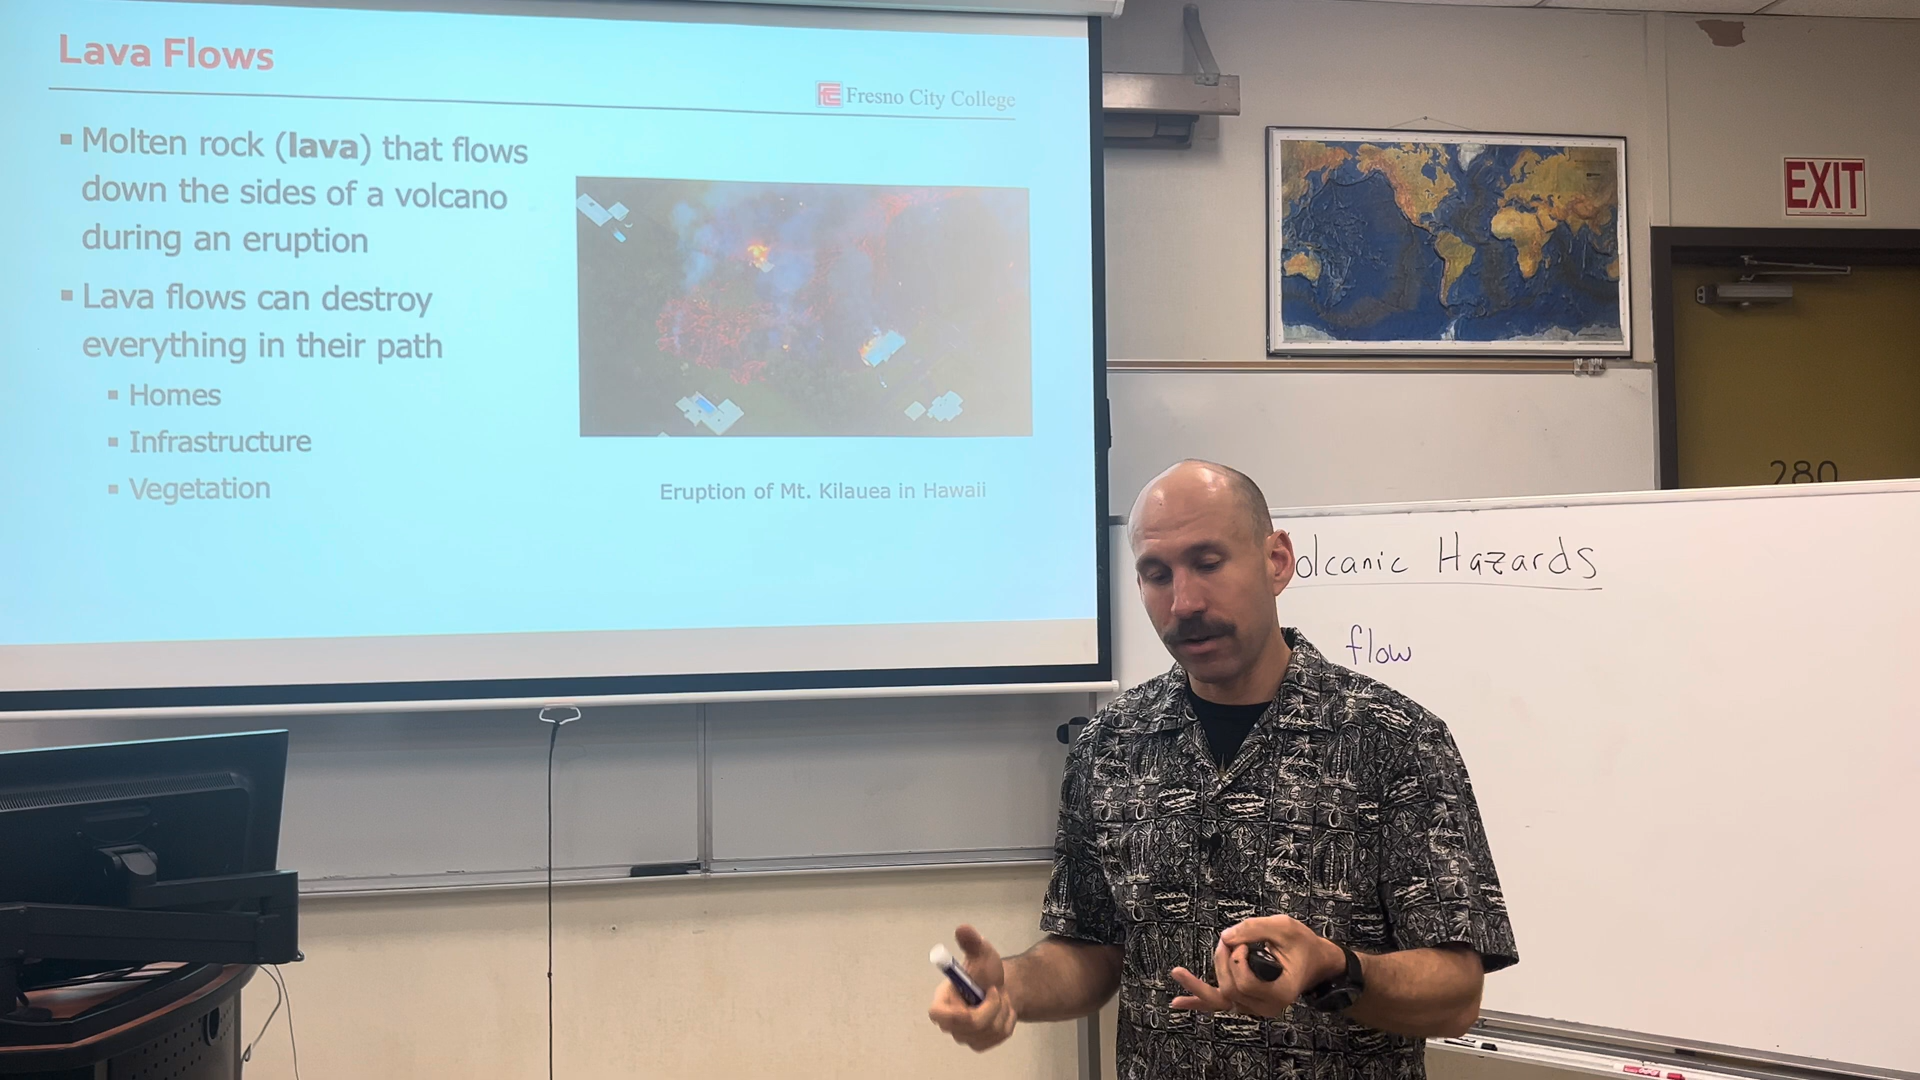 Lava Flows
Fresno City College
▪ Molten rock (lava) that flows
down the sides of a volcano
during an eruption
▪ Lava flows can destroy
everything in their path
▪ Homes
▪ Infrastructure
▪ Vegetation
Eruption of Mt. Kilauea in Hawaii
EXIT
280
olcanic Hazards
flow